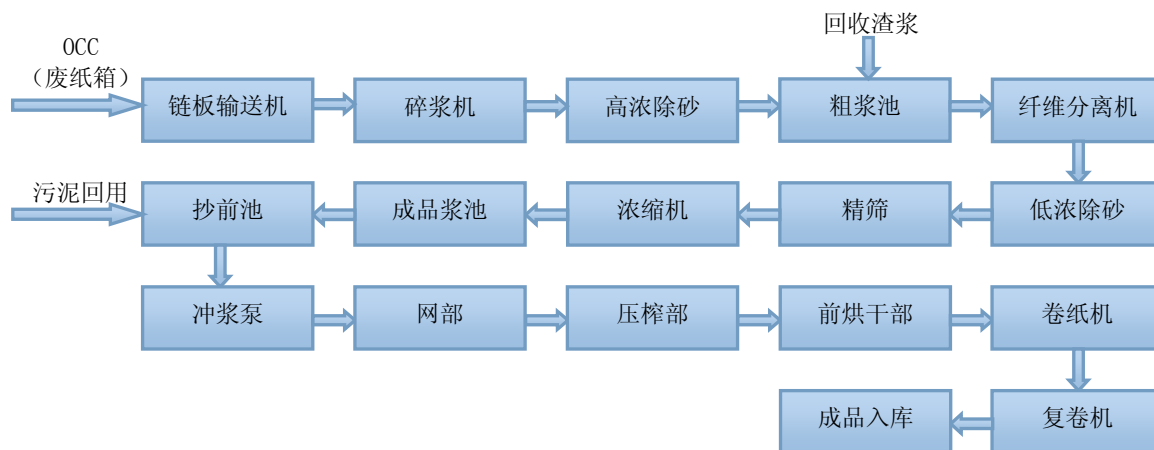 回收渣浆
OCC
（废纸箱）
链板输送机
碎浆机
高浓除砂
粗浆池
纤维分离机
污泥回用
抄前池
成品浆池
浓缩机
精筛
低浓除砂
冲浆泵
网部
压榨部
前烘干部
卷纸机
成品入库
复卷机